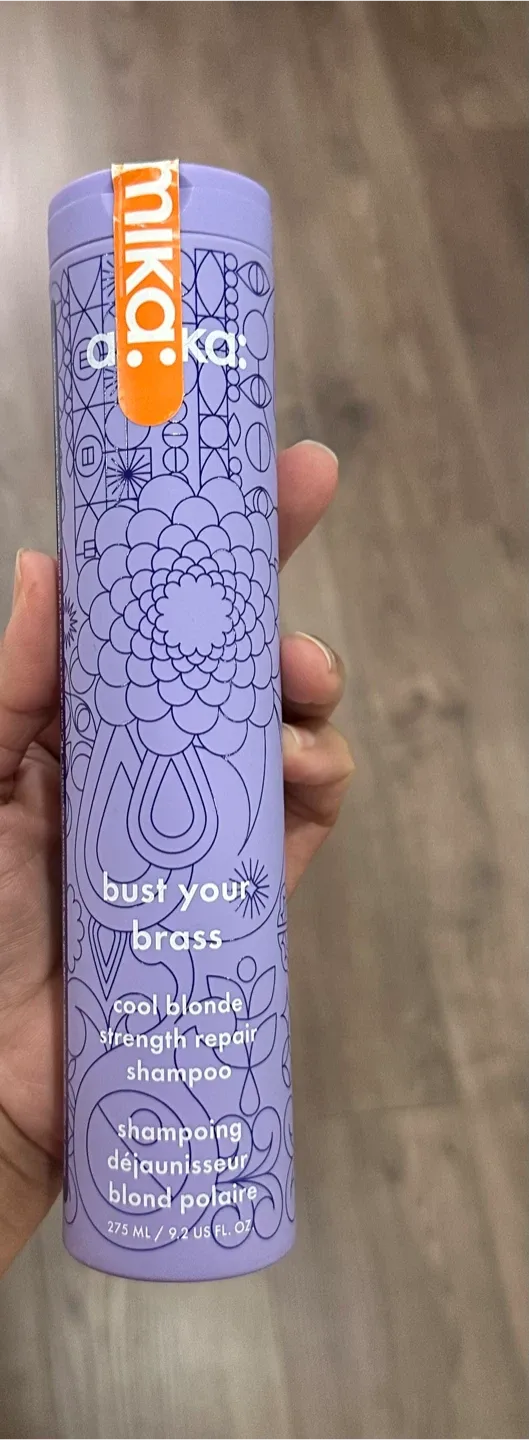 mika:
a ka:
bust your
brass
cool blonde
strength repair
shampoo
shampoing
déjaunisseur
blond polaire
275 ML / 9.2 US FL. OZ.